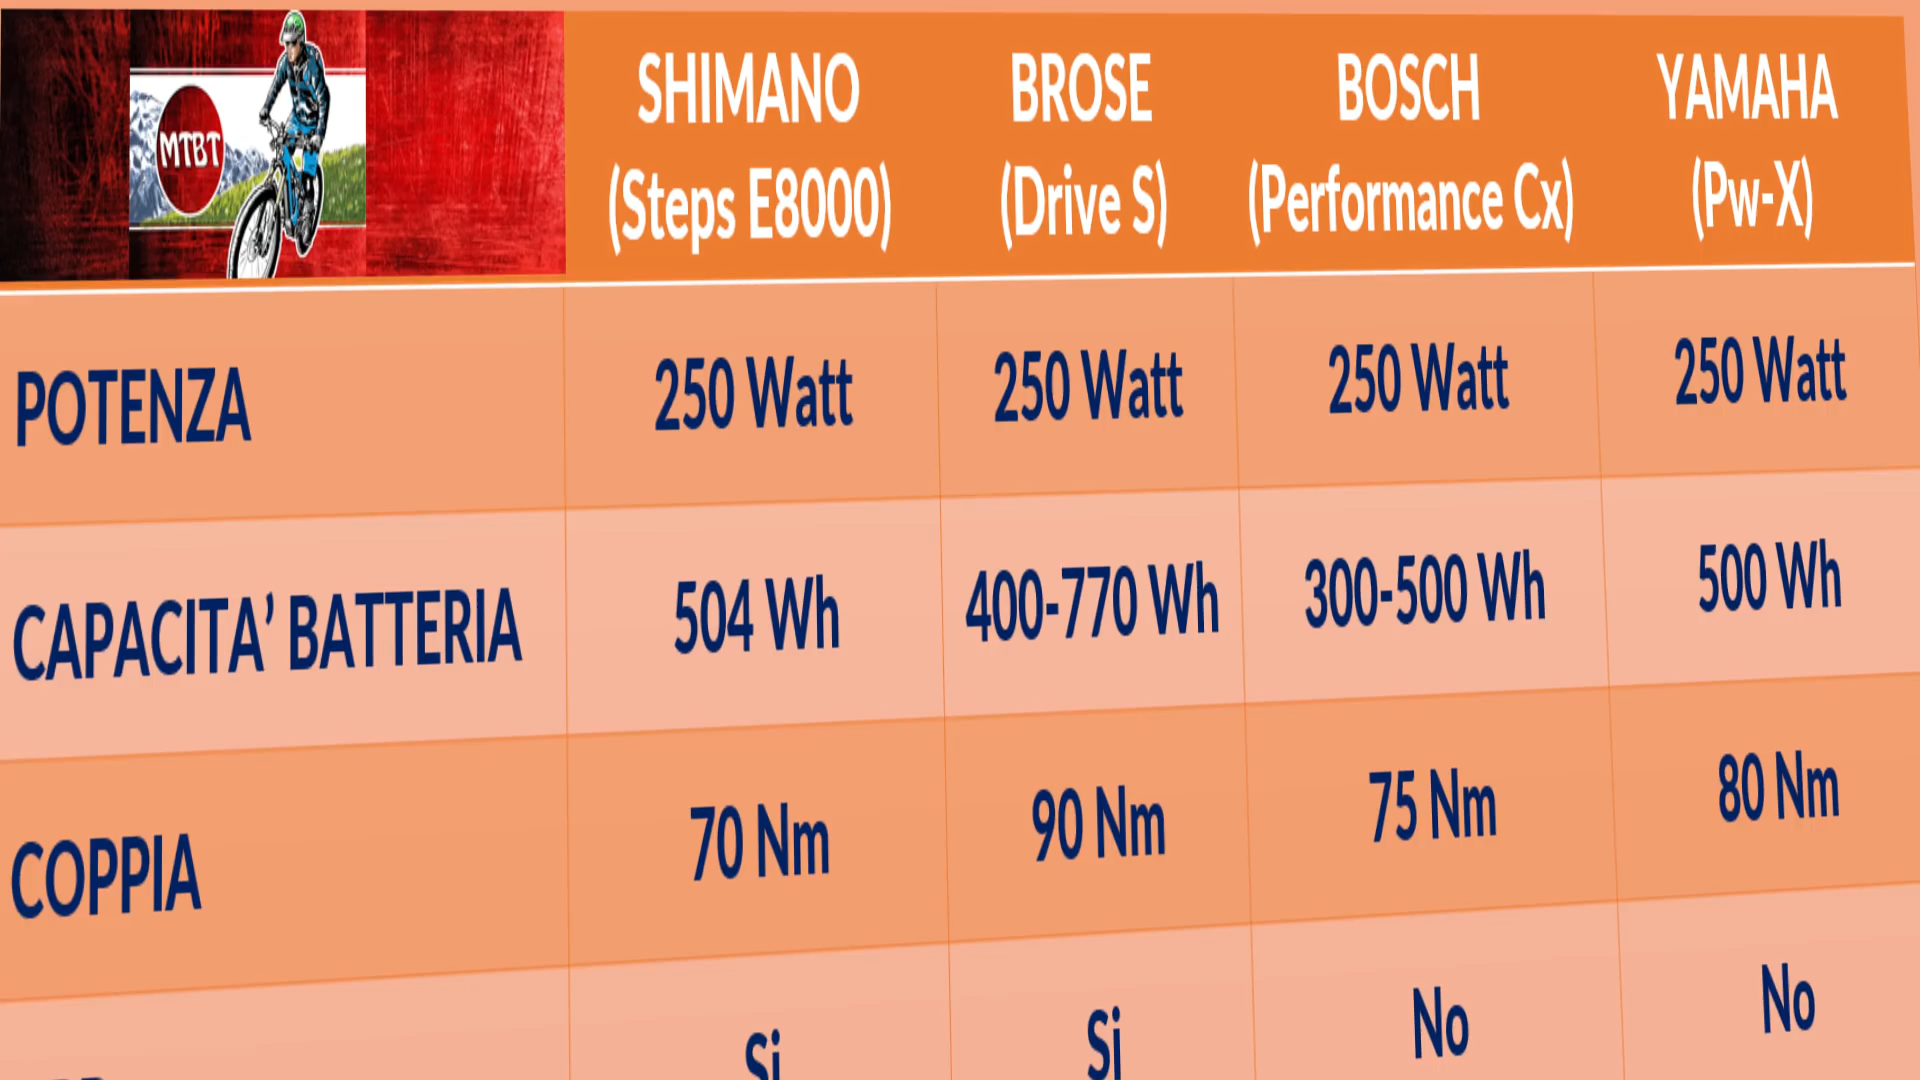 MTBT
SHIMANO BROSE BOSCH YAMAHA
(Steps E8000) (Drive S) (Performance Cx) (Pw-X)
POTENZA 250 Watt 250 Watt 250 Watt 250 Watt
CAPACITA’ BATTERIA 504 Wh 400-770 Wh 300-500 Wh 500 Wh
COPPIA 70 Nm 90 Nm 75 Nm 80 Nm
Si Si No No